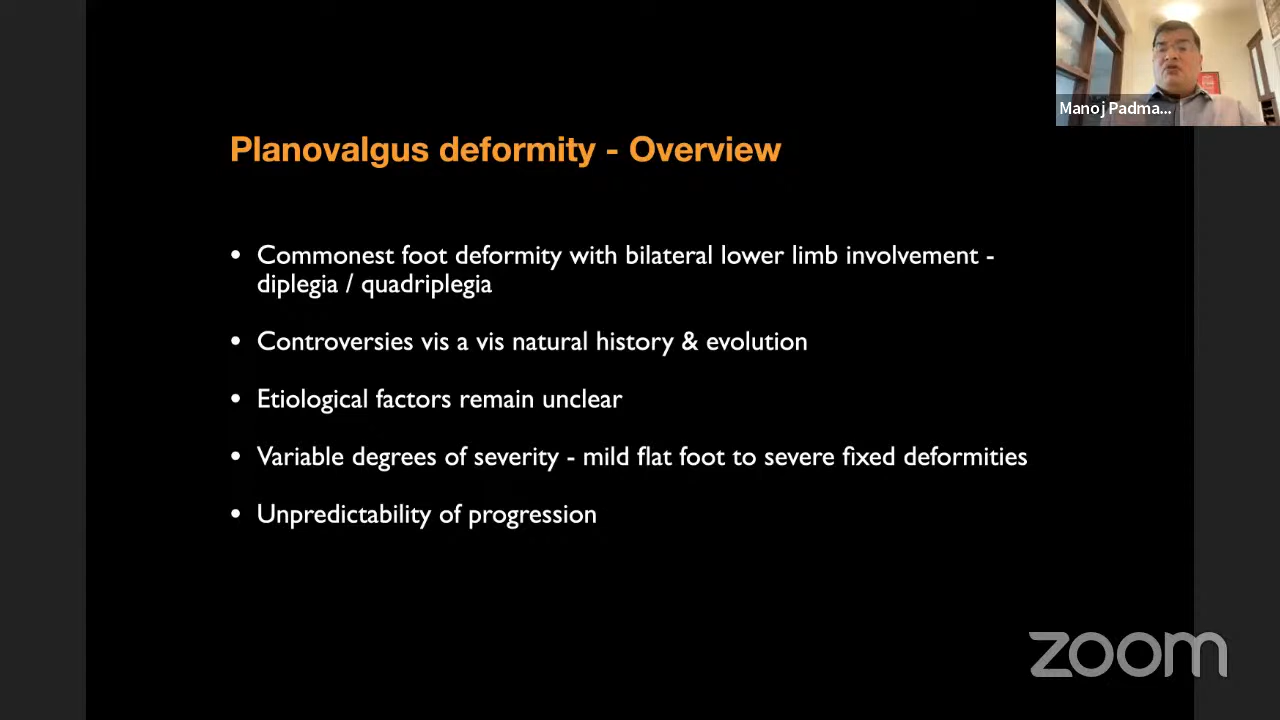 Manoj Padma...
Planovalgus deformity - Overview
• Commonest foot deformity with bilateral lower limb involvement -
diplegia / quadriplegia
• Controversies vis a vis natural history & evolution
• Etiological factors remain unclear
• Variable degrees of severity - mild flat foot to severe fixed deformities
• Unpredictability of progression
zoom